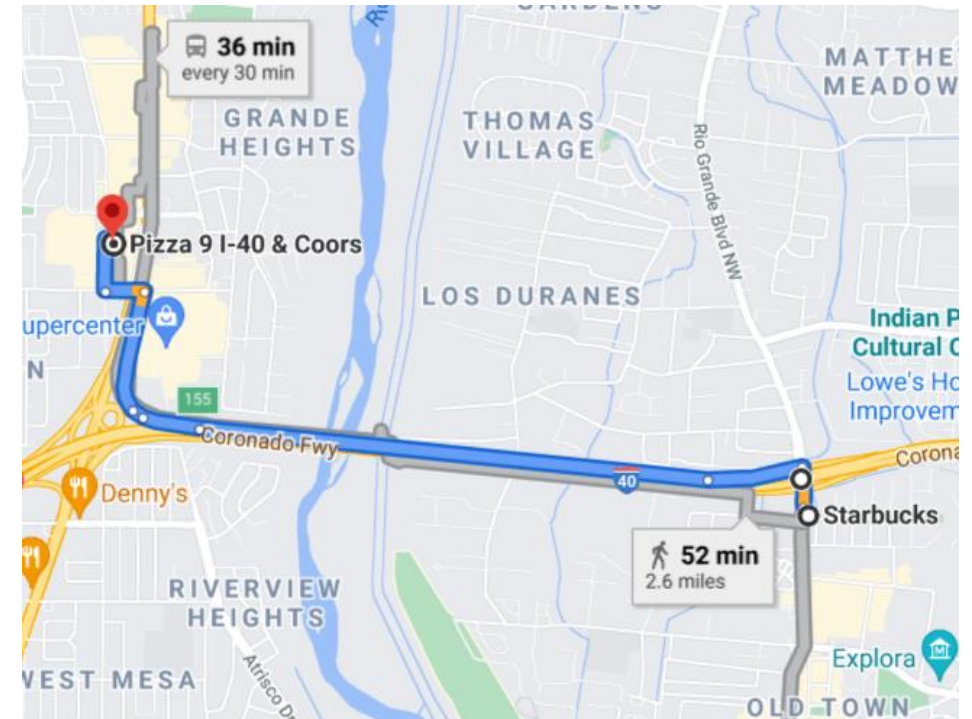 GARDENS
36 min
every 30 min
MATTHE
MEADOW
GRANDE
HEIGHTS
THOMAS
VILLAGE
Rio Grande Blvd NW
Pizza 9 I-40 & Coors
LOS DURANES
upercenter
N
Indian P
Cultural C
Lowe's Ho
Improvem
155
Coronado Fwy
40
Corona
Denny's
Starbucks
52 min
2.6 miles
RIVERVIEW
HEIGHTS
Atrisco D
WEST MESA
Explora
OLD TOWN